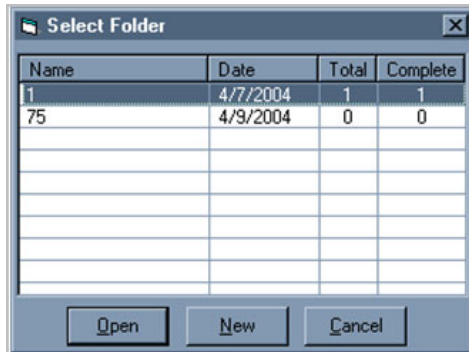 Select Folder
Name Date Total Complete
1 4/7/2004 1 1
75 4/9/2004 0 0
Open New Cancel